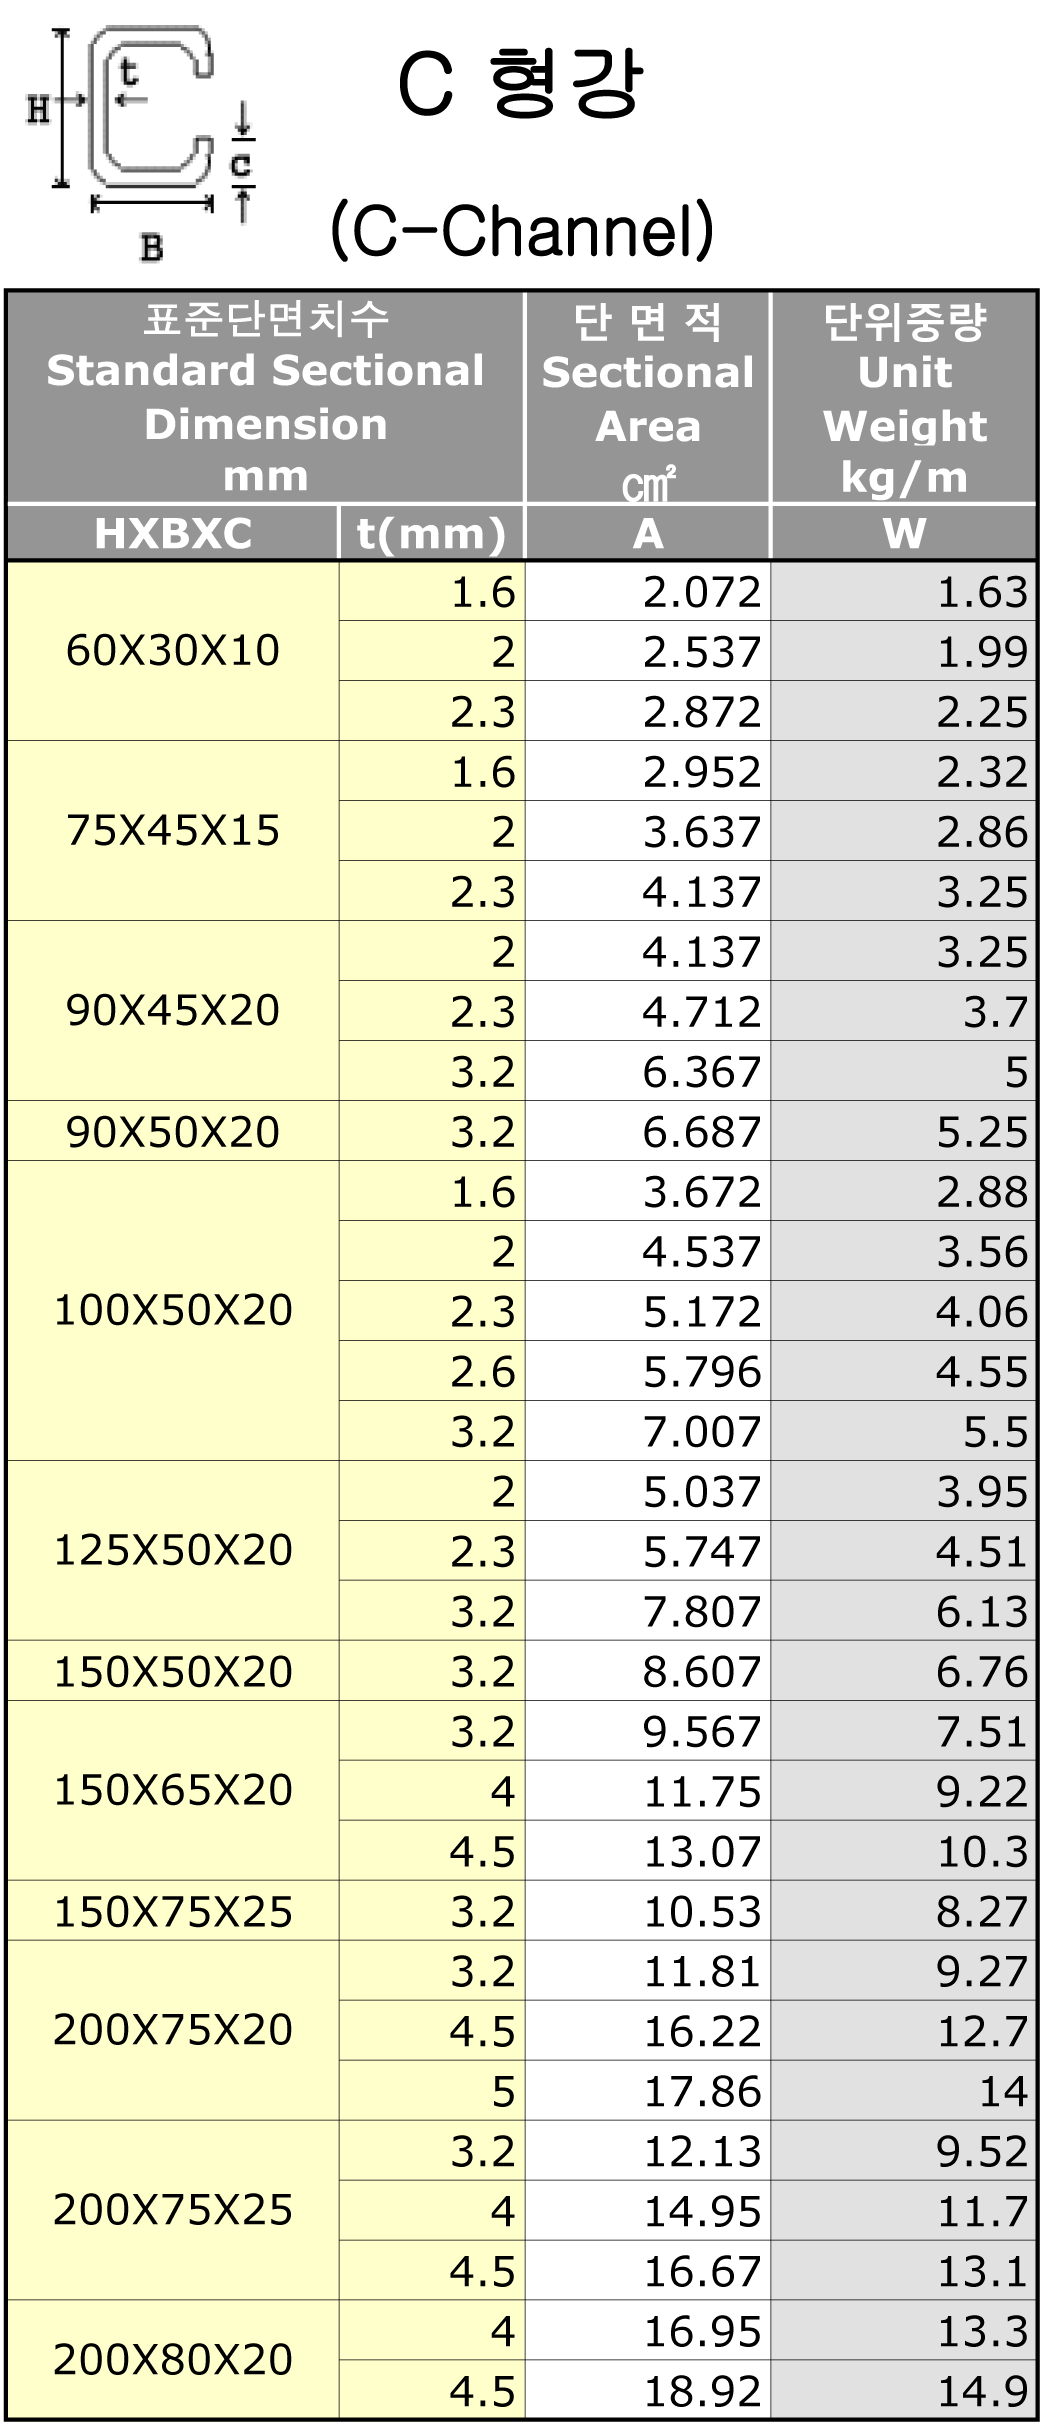 t
H
C
B
C 형강
(C-Channel)
표준단면치수
Standard Sectional
Dimension
mm
단 면 적
Sectional
Area
㎠
단위중량
Unit
Weight
kg/m
HXBXC t(mm) A W
60X30X10
1.6 2.072 1.63
2 2.537 1.99
2.3 2.872 2.25
75X45X15
1.6 2.952 2.32
2 3.637 2.86
2.3 4.137 3.25
90X45X20
2 4.137 3.25
2.3 4.712 3.7
3.2 6.367 5
90X50X20 3.2 6.687 5.25
100X50X20
1.6 3.672 2.88
2 4.537 3.56
2.3 5.172 4.06
2.6 5.796 4.55
3.2 7.007 5.5
125X50X20
2 5.037 3.95
2.3 5.747 4.51
3.2 7.807 6.13
150X50X20 3.2 8.607 6.76
150X65X20
3.2 9.567 7.51
4 11.75 9.22
4.5 13.07 10.3
150X75X25 3.2 10.53 8.27
200X75X20
3.2 11.81 9.27
4.5 16.22 12.7
5 17.86 14
200X75X25
3.2 12.13 9.52
4 14.95 11.7
4.5 16.67 13.1
200X80X20
4 16.95 13.3
4.5 18.92 14.9